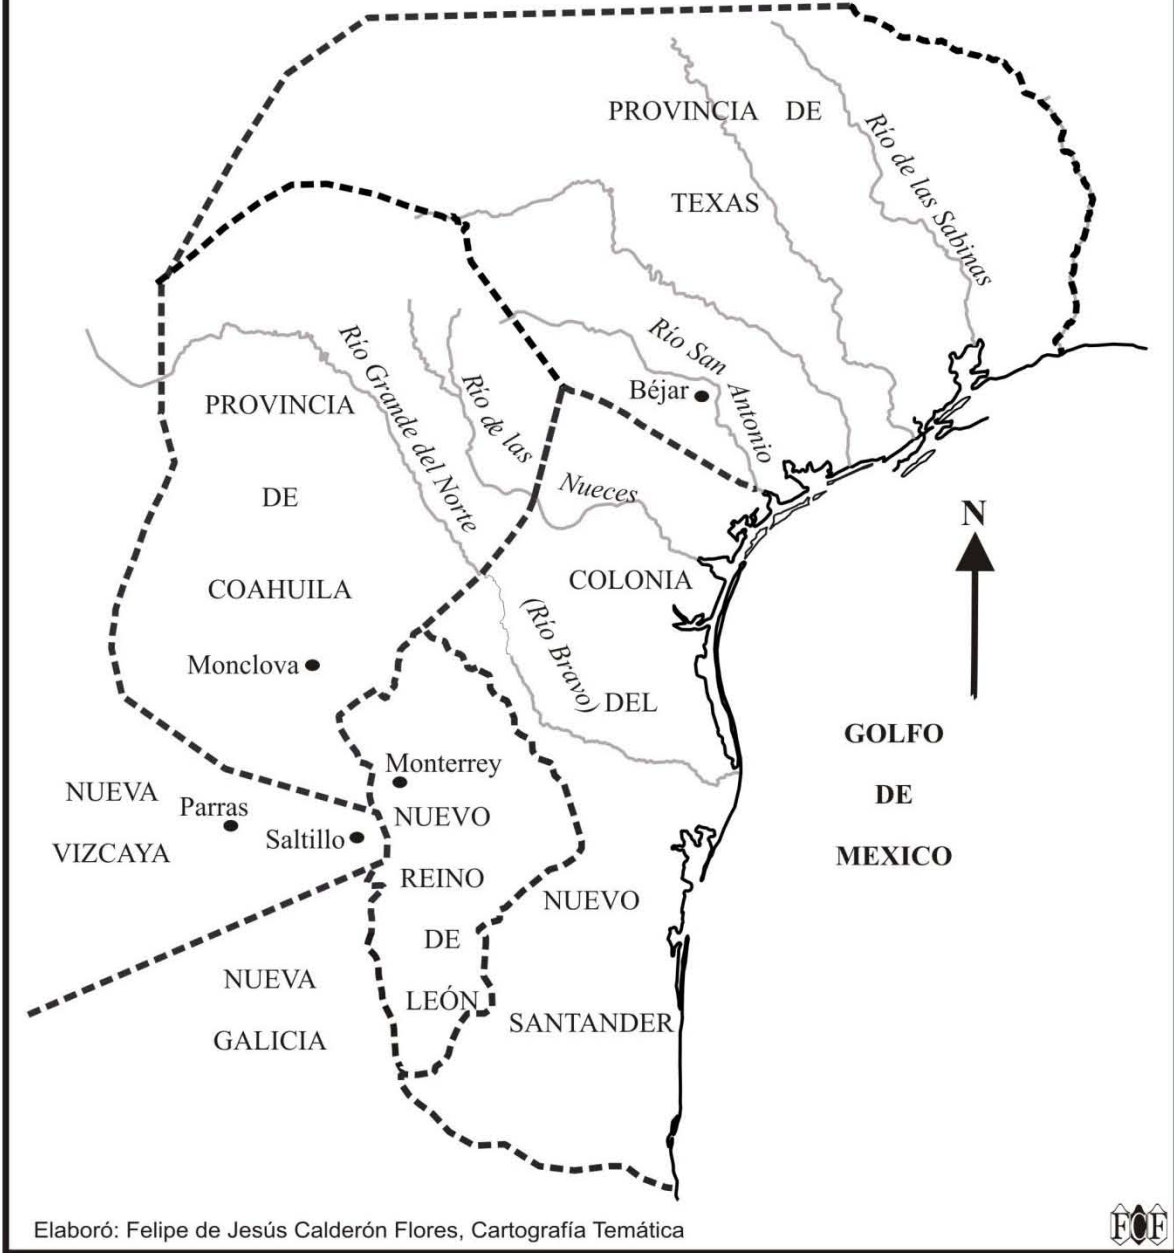 PROVINCIA DE
TEXAS
Río de las Sabinas
Río San Antonio
Béjar
Río Grande del Norte
Río de las Nueces
PROVINCIA
DE
COAHUILA
Monclova
N
COLONIA
(Río Bravo)
DEL
NUEVO
SANTANDER
GOLFO
DE
MEXICO
Monterrey
NUEVO
REINO
DE
LEÓN
NUEVA
VIZCAYA
Parras
Saltillo
NUEVA
GALICIA
Elaboró: Felipe de Jesús Calderón Flores, Cartografía Temática
FCF